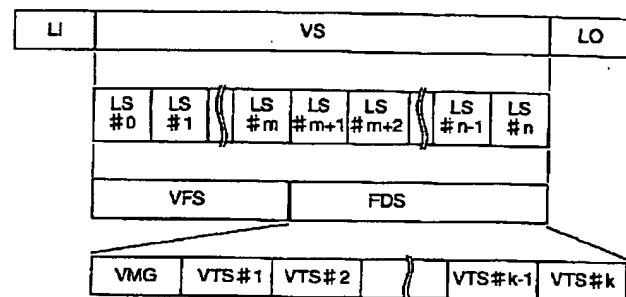 LI VS LO
LS #0 LS #1 LS #m LS #m+1 LS #m+2 LS #n-1 LS #n
VFS FDS
VMG VTS#1 VTS#2 VTS#k-1 VTS#k